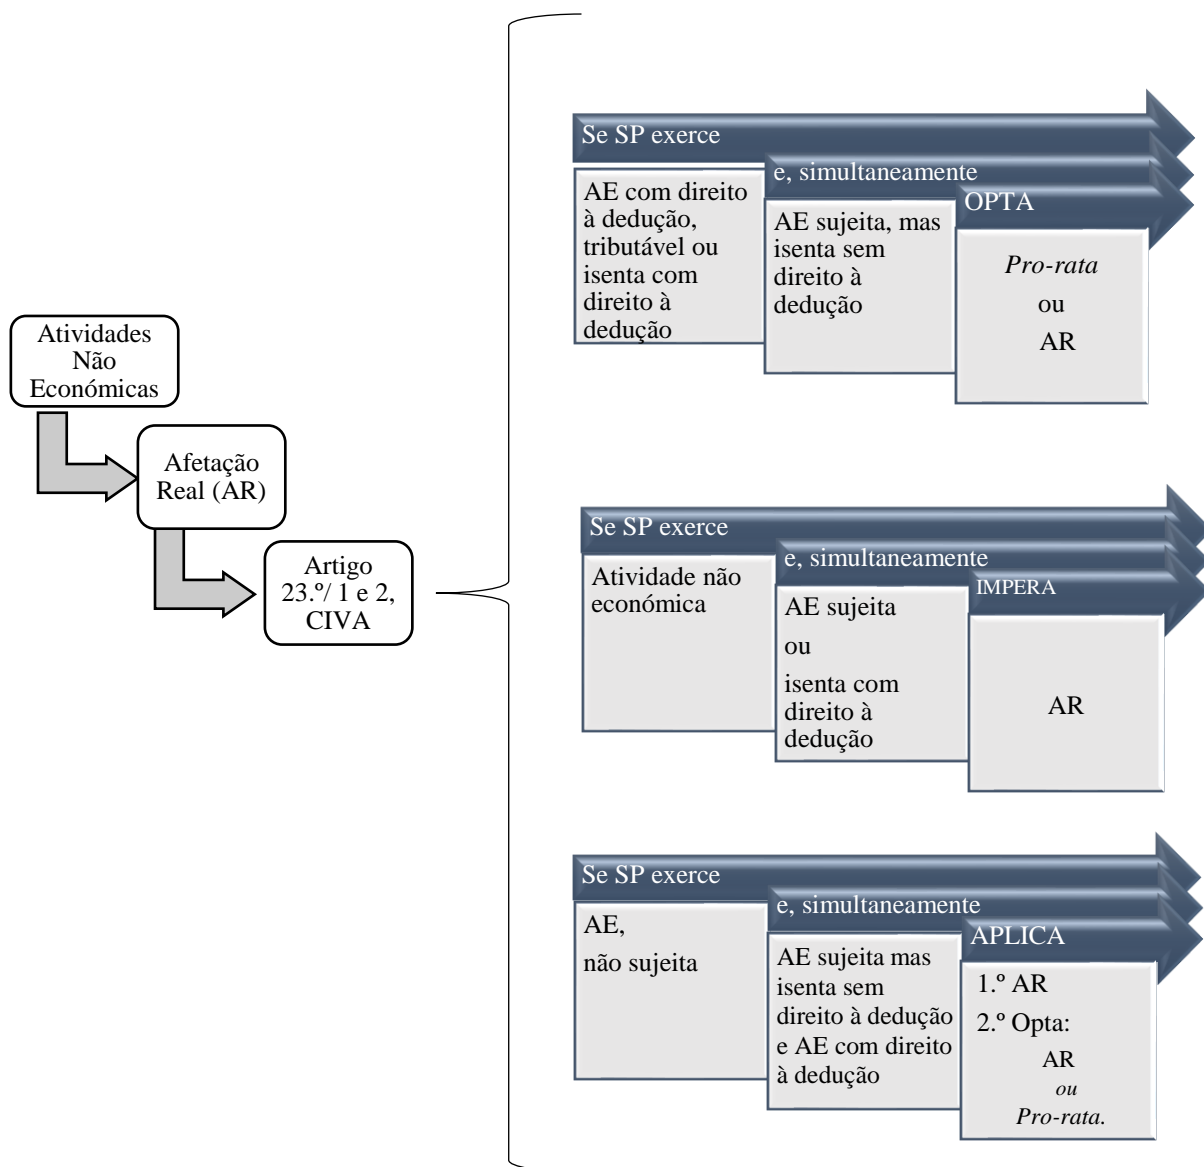 Atividades
Não
Económicas
Afetação
Real (AR)
Artigo
23.º/ 1 e 2,
CIVA
Se SP exerce
AE com direito
à dedução,
tributável ou
isenta com
direito à
dedução
e, simultaneamente
AE sujeita, mas
isenta sem
direito à
dedução
OPTA
Pro-rata
ou
AR
Se SP exerce
Atividade não
económica
e, simultaneamente
AE sujeita
ou
isenta com
direito à
dedução
IMPERA
AR
Se SP exerce
AE,
não sujeita
e, simultaneamente
AE sujeita mas
isenta sem
direito à dedução
e AE com direito
à dedução
APLICA
1.º AR
2.º Opta:
AR
ou
Pro-rata.